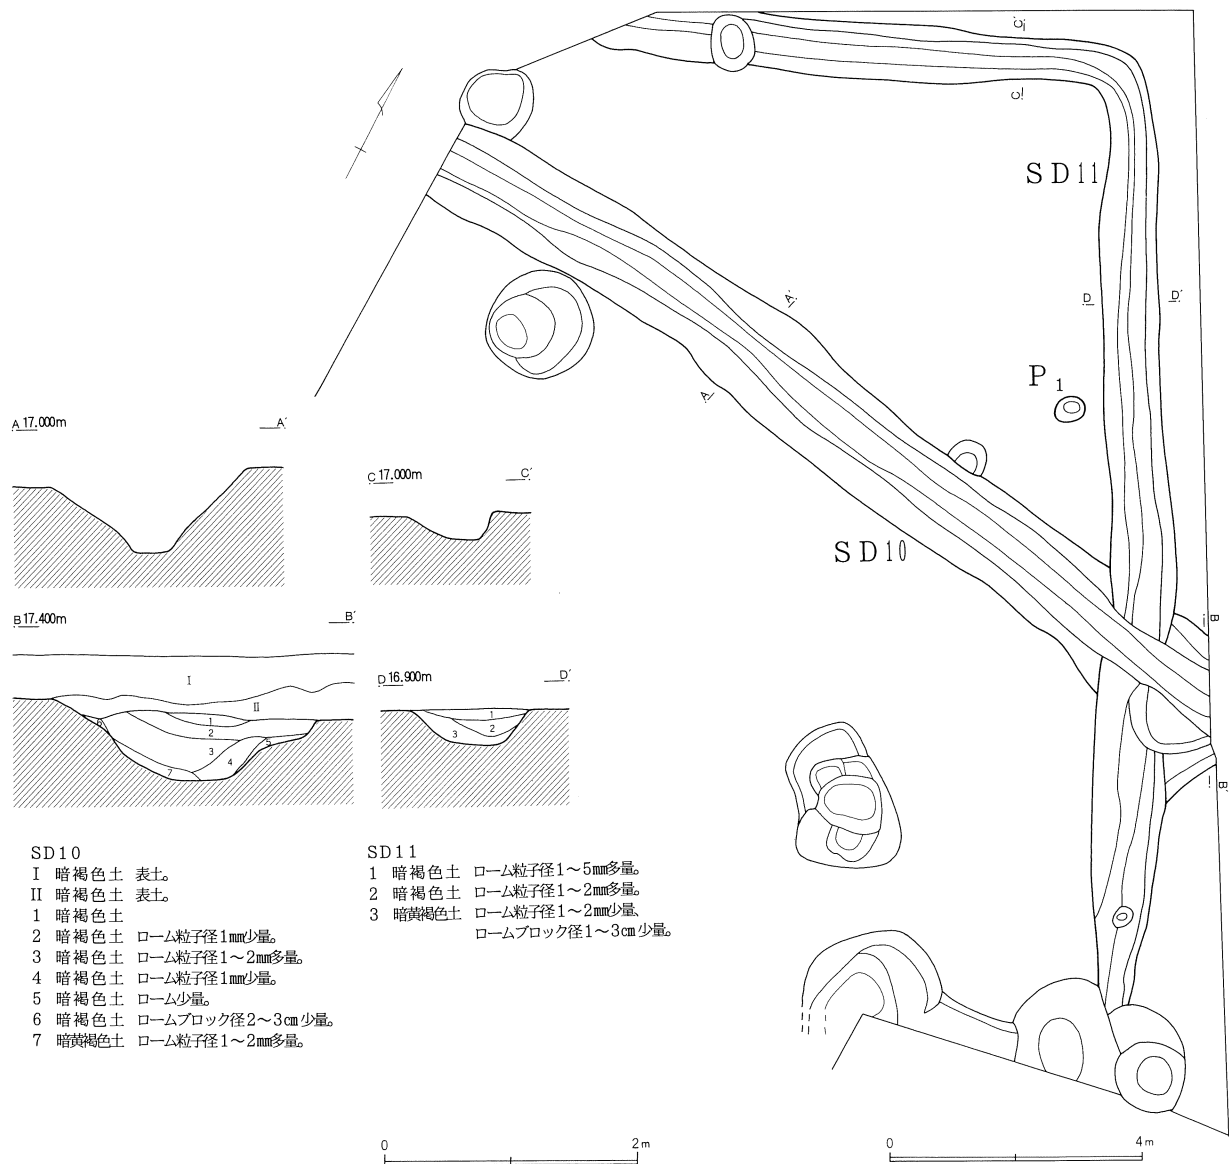 C´
C
SD11
D
D´
A´
P1
A
A 17.000m
A´
C 17.000m
C´
SD10
B 17.400m
B´
B
I
D 16.900m
D´
II
1
1
6
2
2
3
5
3
4
7
B´
SD10
I 暗褐色土 表土。
II 暗褐色土 表土。
1 暗褐色土
2 暗褐色土 ローム粒子径1mm少量。
3 暗褐色土 ローム粒子径1～2mm多量。
4 暗褐色土 ローム粒子径1mm少量。
5 暗褐色土 ローム少量。
6 暗褐色土 ロームブロック径2～3cm少量。
7 暗黄褐色土 ローム粒子径1～2mm多量。
SD11
1 暗褐色土 ローム粒子径1～5mm多量。
2 暗褐色土 ローム粒子径1～2mm多量。
3 暗黄褐色土 ローム粒子径1～2mm少量、
ロームブロック径1～3cm少量。
0 2m
0 4m